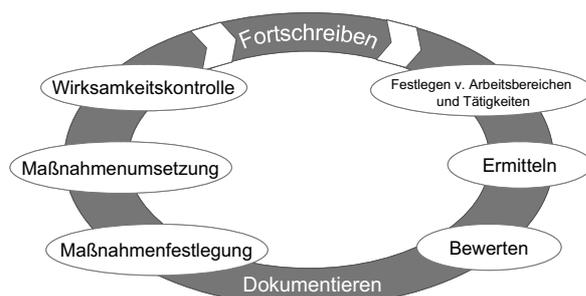 Fortschreiben
Festlegen v. Arbeitsbereichen
und Tätigkeiten
Ermitteln
Bewerten
Dokumentieren
Maßnahmenfestlegung
Maßnahmenumsetzung
Wirksamkeitskontrolle